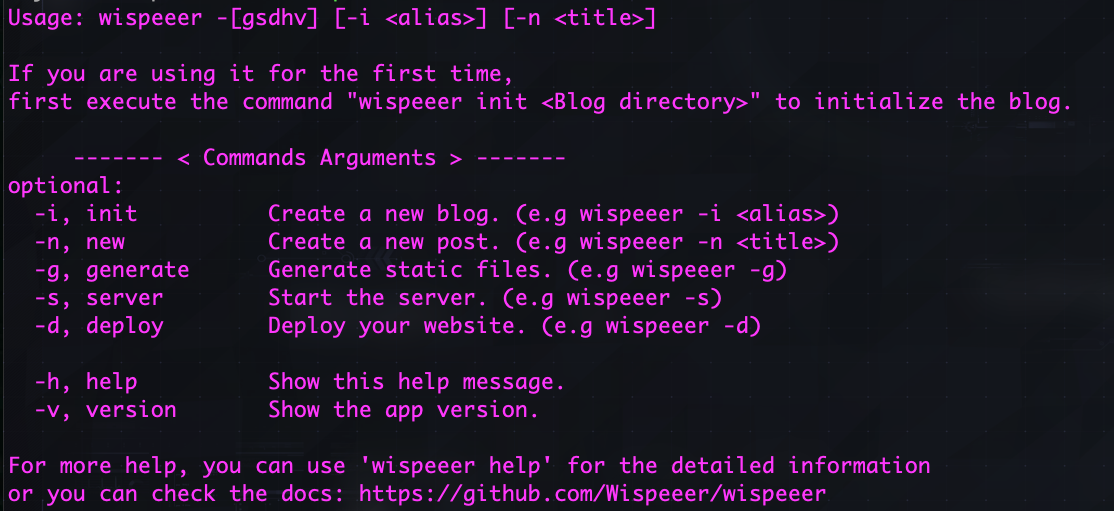 Usage: wispeeer -[gsdhv] [-i <alias>] [-n <title>]
If you are using it for the first time,
first execute the command "wispeeer init <Blog directory>" to initialize the blog.
------- < Commands Arguments > -------
optional:
-i, init Create a new blog. (e.g wispeeer -i <alias>)
-n, new Create a new post. (e.g wispeeer -n <title>)
-g, generate Generate static files. (e.g wispeeer -g)
-s, server Start the server. (e.g wispeeer -s)
-d, deploy Deploy your website. (e.g wispeeer -d)
-h, help Show this help message.
-v, version Show the app version.
For more help, you can use 'wispeeer help' for the detailed information
or you can check the docs: https://github.com/Wispeeer/wispeeer